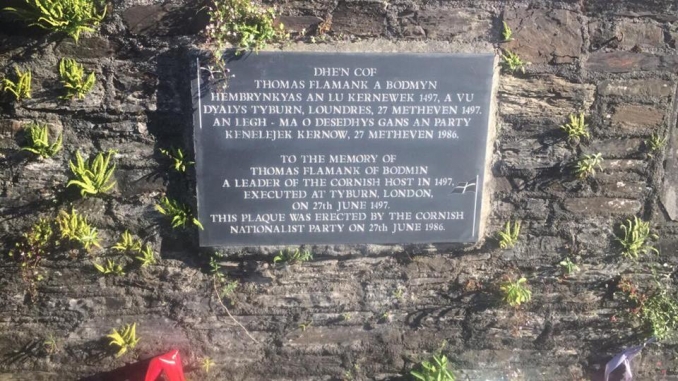 DHE'N COF
THOMAS FLAMANK A BODMYN
HEMBRYNKYAS AN LU KERNEWEK 1497, A VU
DYALYS TYBURN, LOUNDRES, 27 METHEVEN 1497.
AN LEGH - MA O DESEDHYS GANS AN PARTY
KENELEJEK KERNOW, 27 METHEVEN 1986.
TO THE MEMORY OF
THOMAS FLAMANK OF BODMIN
A LEADER OF THE CORNISH HOST IN 1497.
EXECUTED AT TYBURN, LONDON,
ON 27th JUNE 1497.
THIS PLAQUE WAS ERECTED BY THE CORNISH
NATIONALIST PARTY ON 27th JUNE 1986.